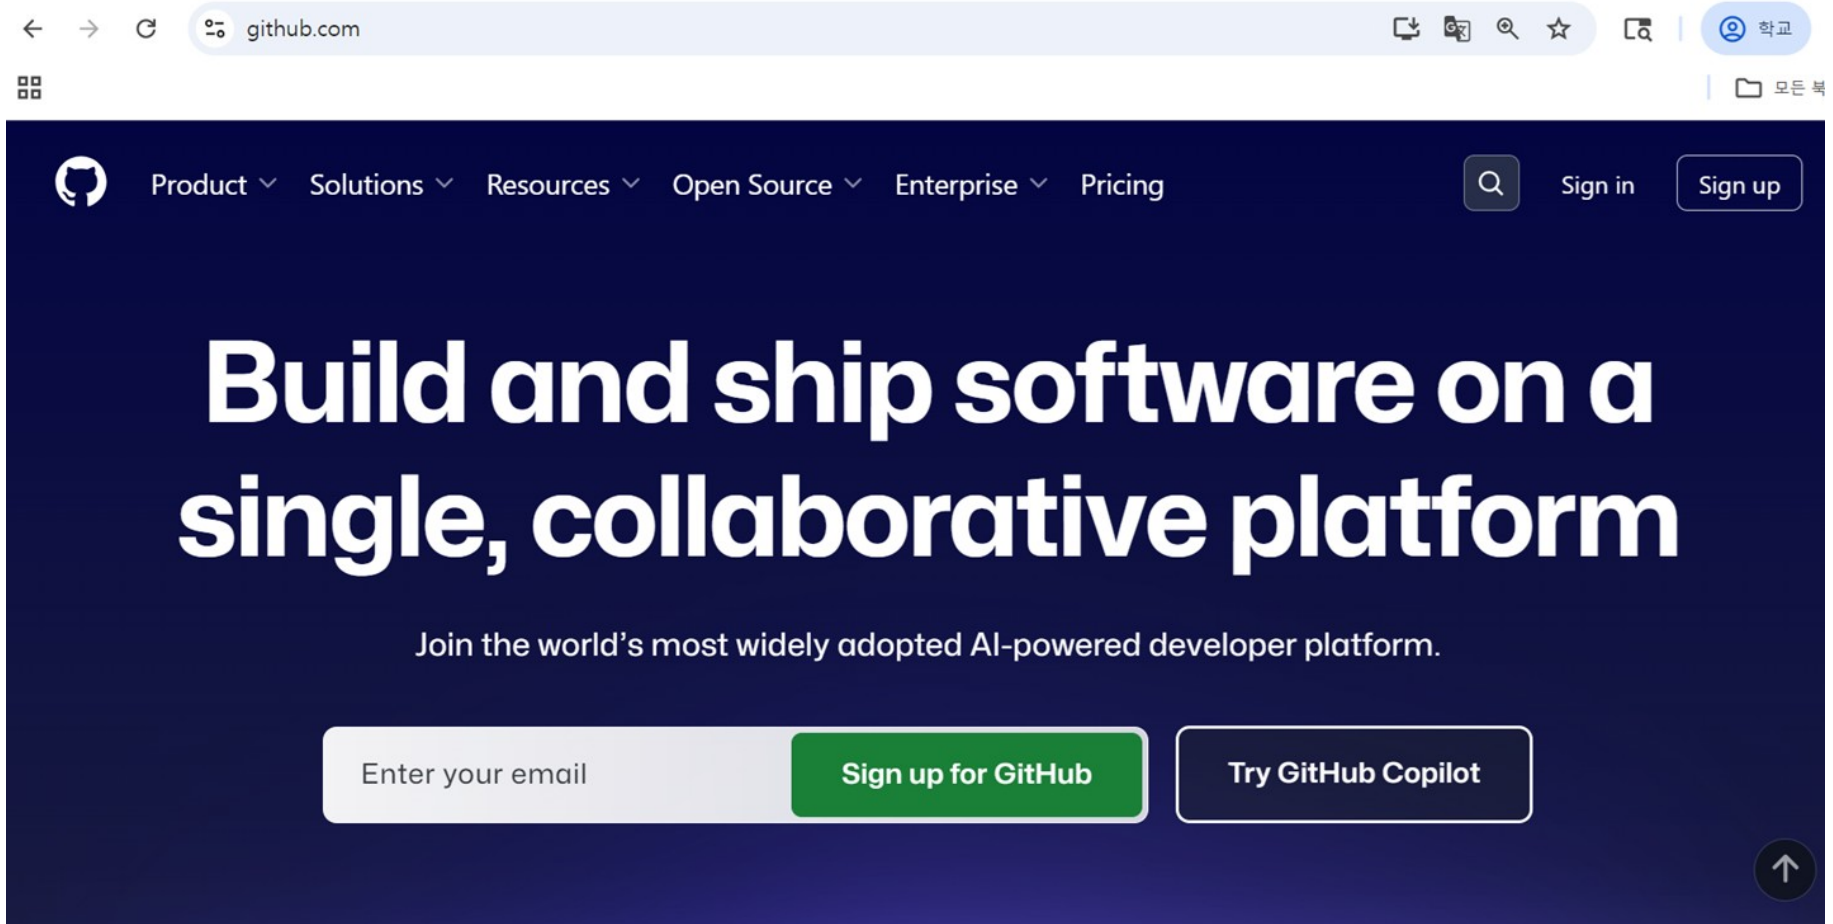 github.com
학교
모든 북
Product
Solutions
Resources
Open Source
Enterprise
Pricing
Sign in
Sign up
Build and ship software on a
single, collaborative platform
Join the world’s most widely adopted AI-powered developer platform.
Enter your email
Sign up for GitHub
Try GitHub Copilot